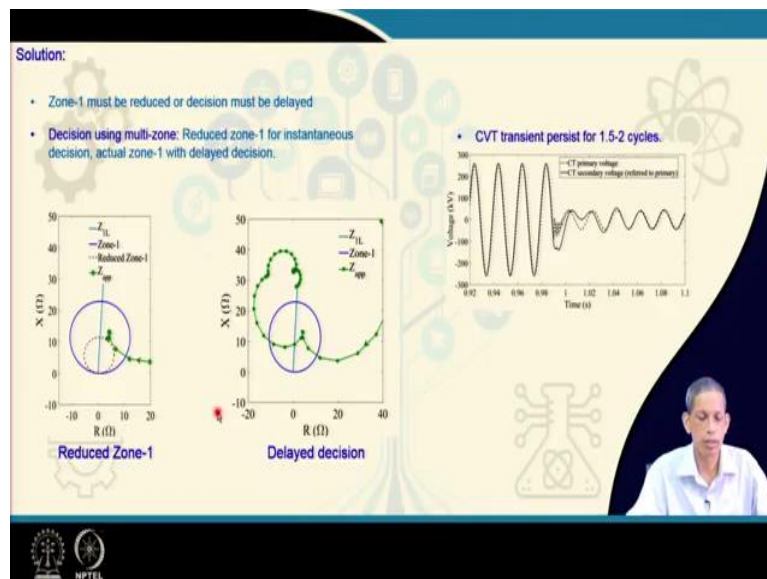 Solution:
• Zone-1 must be reduced or decision must be delayed
• Decision using multi-zone: Reduced zone-1 for instantaneous
decision, actual zone-1 with delayed decision.
50
40
30
20
10
0
-10
-10 0 10 20
X (Ω)
R (Ω)
Z1L
Zone-1
Reduced Zone-1
Zapp
Reduced Zone-1
50
40
30
20
10
0
-10
-20 0 20 40
X (Ω)
R (Ω)
Z1L
Zone-1
Zapp
Delayed decision
• CVT transient persist for 1.5-2 cycles.
300
200
100
0
-100
-200
-300
0.92 0.94 0.96 0.98 1 1.02 1.04 1.06 1.08 1.1
Voltage (kV)
Time (s)
CT primary voltage
CT secondary voltage (referred to primary)
NPTEL